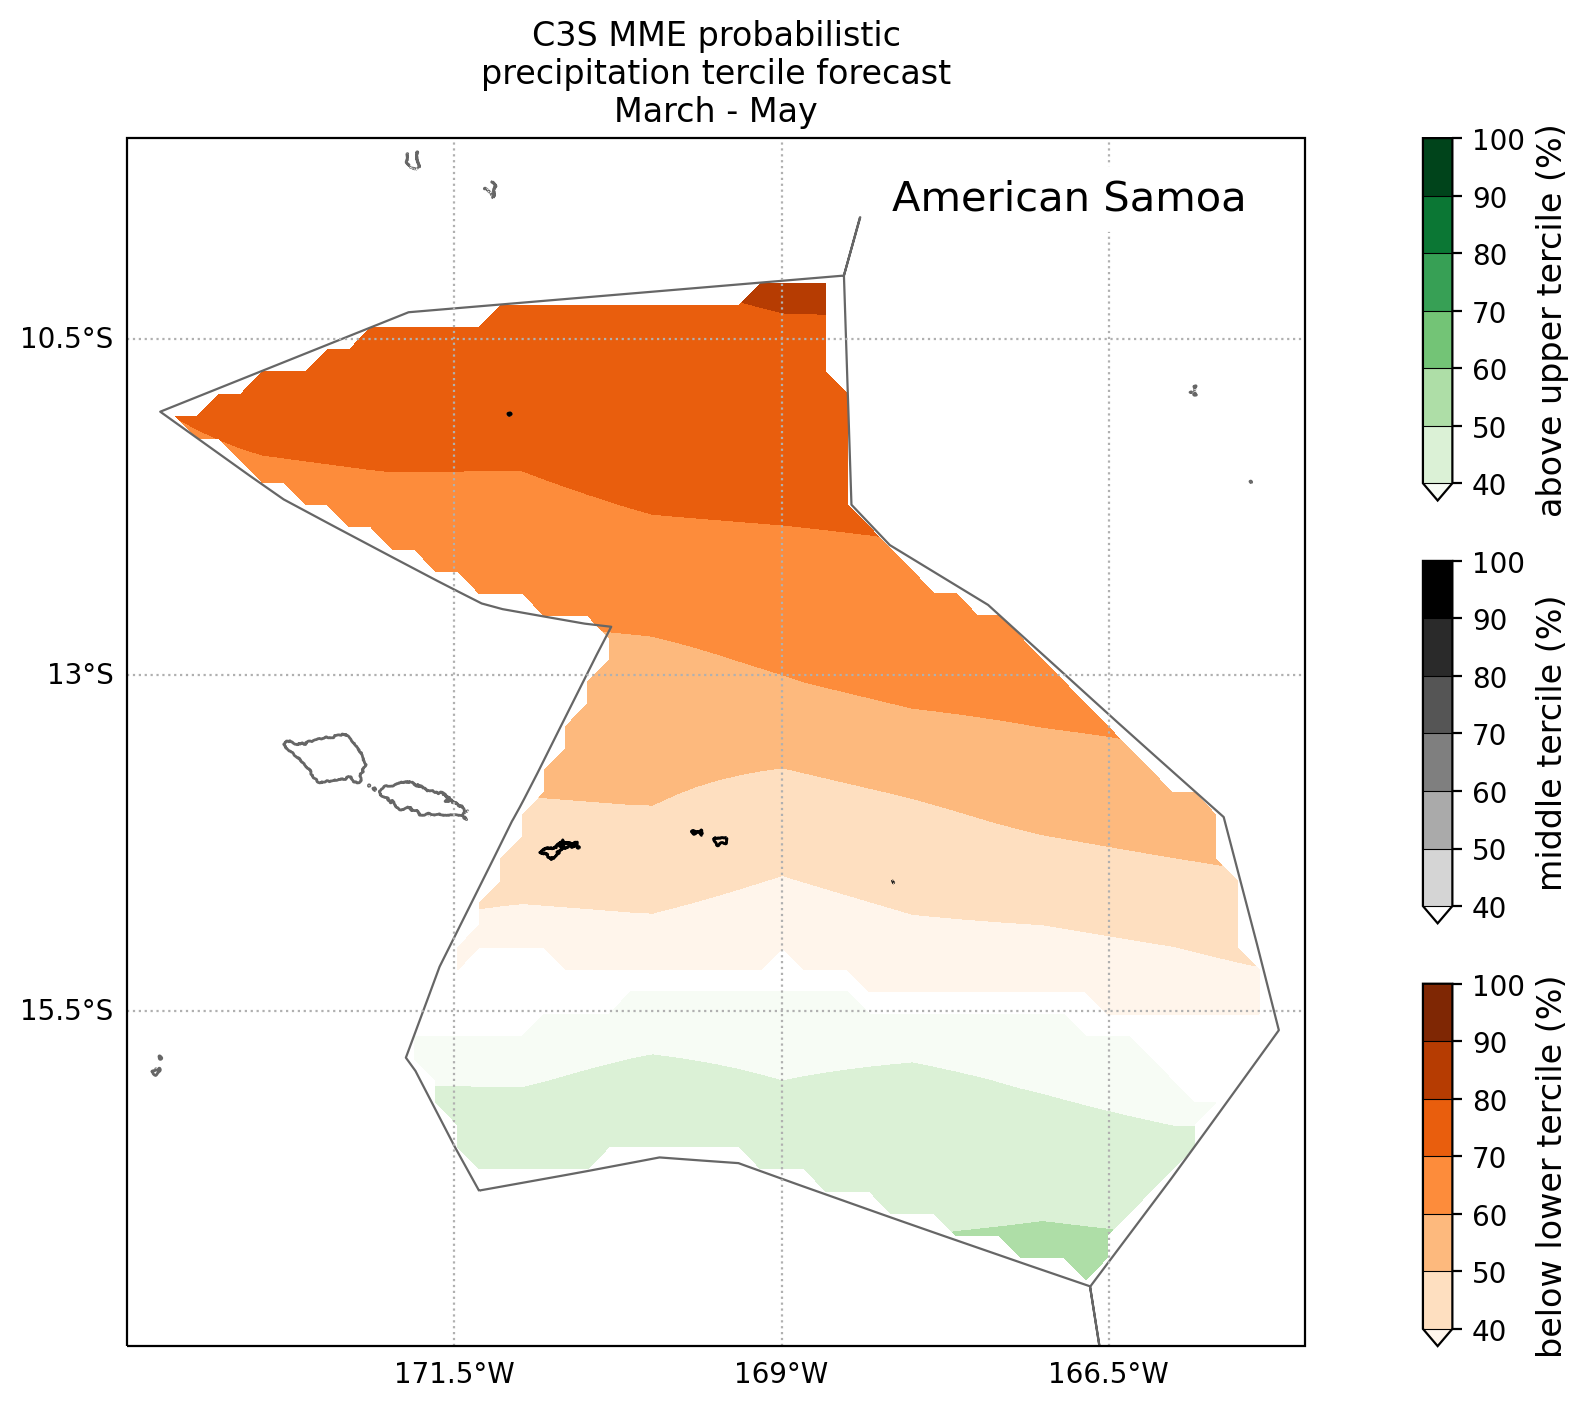 C3S MME probabilistic
precipitation tercile forecast
March - May
American Samoa
10.5°S
13°S
15.5°S
171.5°W
169°W
166.5°W
100
90
80
70
60
50
40
above upper tercile (%)
100
90
80
70
60
50
40
middle tercile (%)
100
90
80
70
60
50
40
below lower tercile (%)